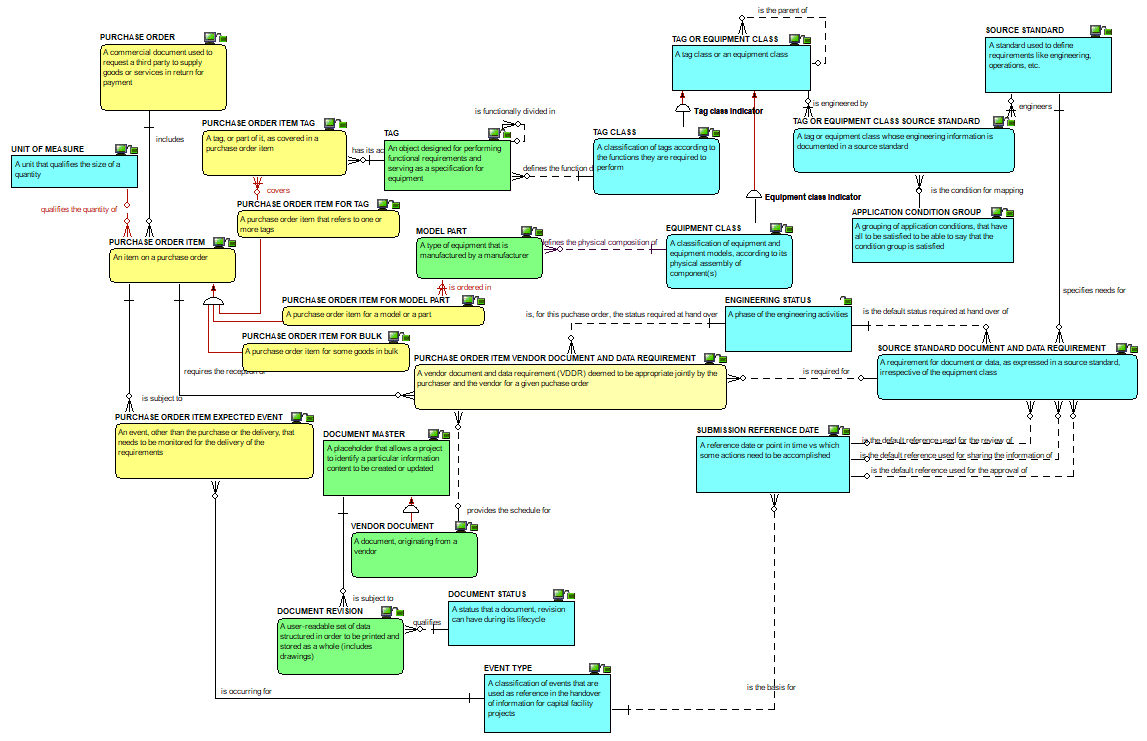 is the parent of
PURCHASE ORDER
A commercial document used to
request a third party to supply
goods or services in return for
payment
TAG OR EQUIPMENT CLASS
A tag class or an equipment class
SOURCE STANDARD
A standard used to define
requirements like engineering,
operations, etc.
includes
PURCHASE ORDER ITEM TAG
A tag, or part of it, as covered in a
purchase order item
has its
is functionally divided in
TAG
An object designed for performing
functional requirements and
serving as a specification for
equipment
defines the function
Tag class indicator
TAG CLASS
A classification of tags according to
the functions they are required to
perform
is engineered by
engineers
TAG OR EQUIPMENT CLASS SOURCE STANDARD
A tag or equipment class whose engineering information is
documented in a source standard
UNIT OF MEASURE
A unit that qualifies the size of a
quantity
covers
qualifies the quantity of
PURCHASE ORDER ITEM FOR TAG
A purchase order item that refers to one or
more tags
Equipment class indicator
is the condition for mapping
APPLICATION CONDITION GROUP
A grouping of application conditions, that have
all to be satisfied to be able to say that the
condition group is satisfied
PURCHASE ORDER ITEM
An item on a purchase order
MODEL PART
A type of equipment that is
manufactured by a manufacturer
defines the physical composition of
EQUIPMENT CLASS
A classification of equipment and
equipment models, according to its
physical assembly of
component(s)
is ordered in
specifies needs for
PURCHASE ORDER ITEM FOR MODEL PART
A purchase order item for a model or a part
is, for this puchase order, the status required at hand over
ENGINEERING STATUS
A phase of the engineering activities
is the default status required at hand over of
PURCHASE ORDER ITEM FOR BULK
A purchase order item for some goods in bulk
requires the reception of
PURCHASE ORDER ITEM VENDOR DOCUMENT AND DATA REQUIREMENT
A vendor document and data requirement (VDDR) deemed to be appropriate jointly by the
purchaser and the vendor for a given puchase order
is required for
SOURCE STANDARD DOCUMENT AND DATA REQUIREMENT
A requirement for document or data, as expressed in a source standard,
irrespective of the equipment class
is subject to
PURCHASE ORDER ITEM EXPECTED EVENT
An event, other than the purchase or the delivery, that
needs to be monitored for the delivery of the
requirements
DOCUMENT MASTER
A placeholder that allows a project
to identify a particular information
content to be created or updated
SUBMISSION REFERENCE DATE
A reference date or point in time vs which
some actions need to be accomplished
is the default reference used for the review of
is the default reference used for sharing the information of
is the default reference used for the approval of
provides the schedule for
VENDOR DOCUMENT
A document, originating from a
vendor
is subject to
DOCUMENT REVISION
A user-readable set of data
structured in order to be printed and
stored as a whole (includes
drawings)
qualifies
DOCUMENT STATUS
A status that a document, revision
can have during its lifecycle
EVENT TYPE
A classification of events that are
used as reference in the handover
of information for capital facility
projects
is occurring for
is the basis for